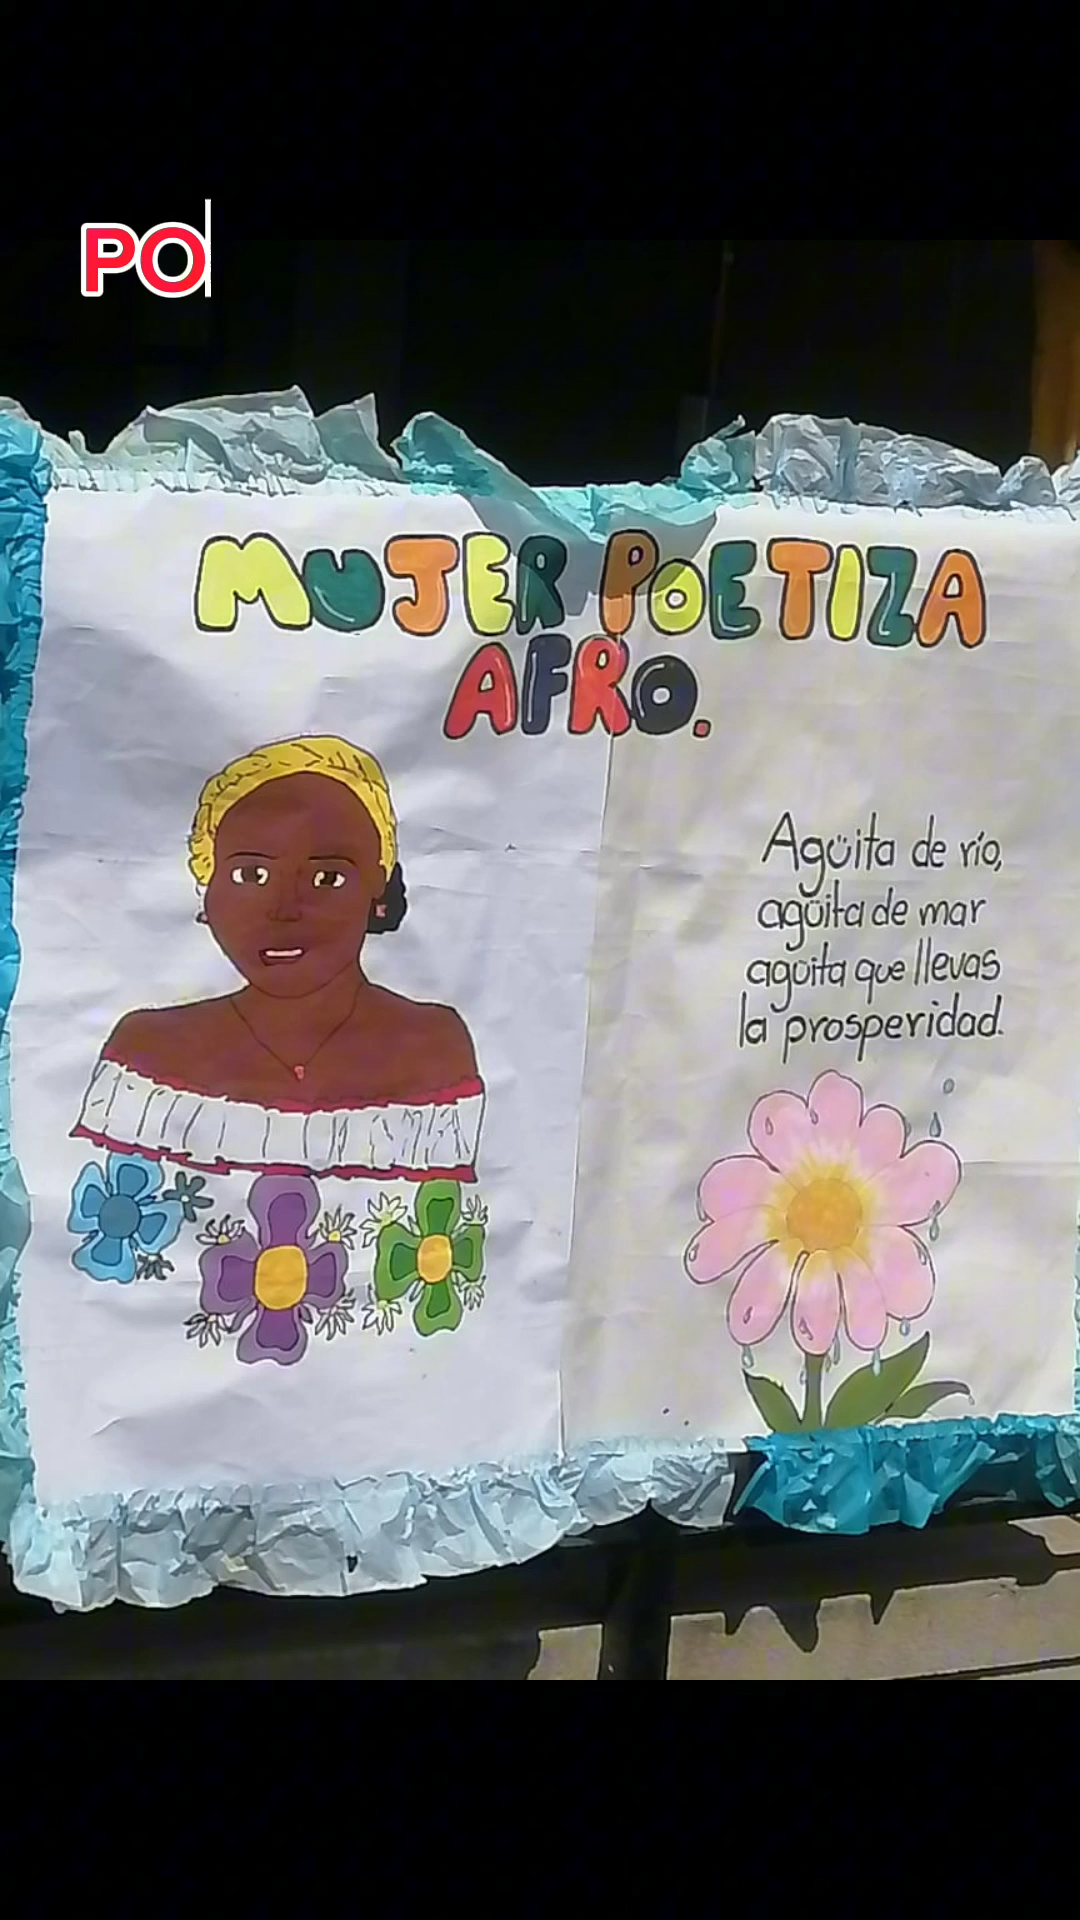 PO
MUJER POETIZA
AFRO.
Agüita de río,
agüita de mar
agüita que llevas
la prosperidad.